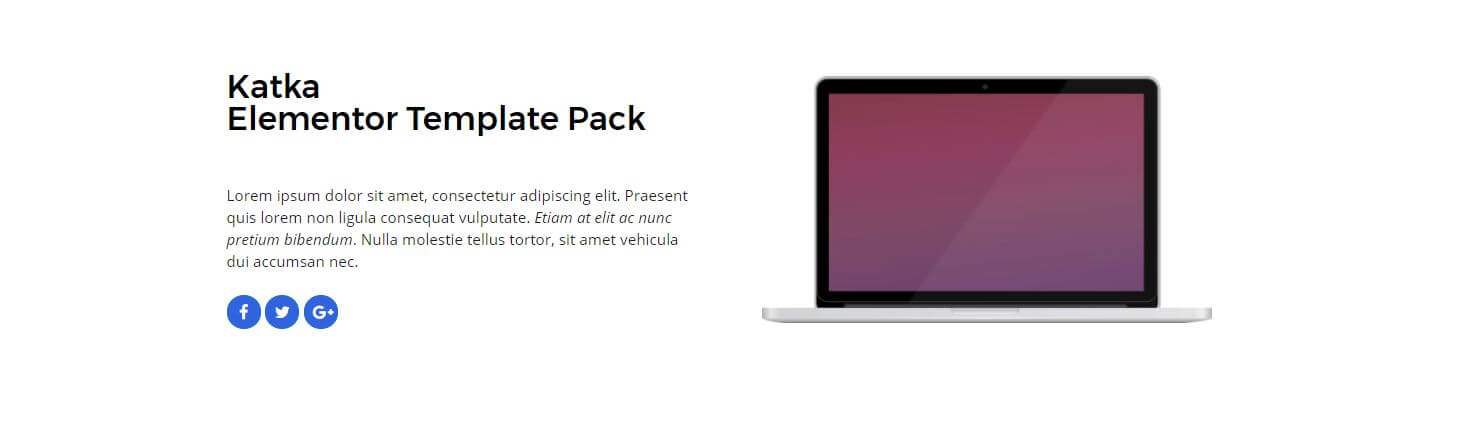 Katka
Elementor Template Pack
Lorem ipsum dolor sit amet, consectetur adipiscing elit. Praesent
quis lorem non ligula consequat vulputate. Etiam at elit ac nunc
pretium bibendum. Nulla molestie tellus tortor, sit amet vehicula
dui accumsan nec.